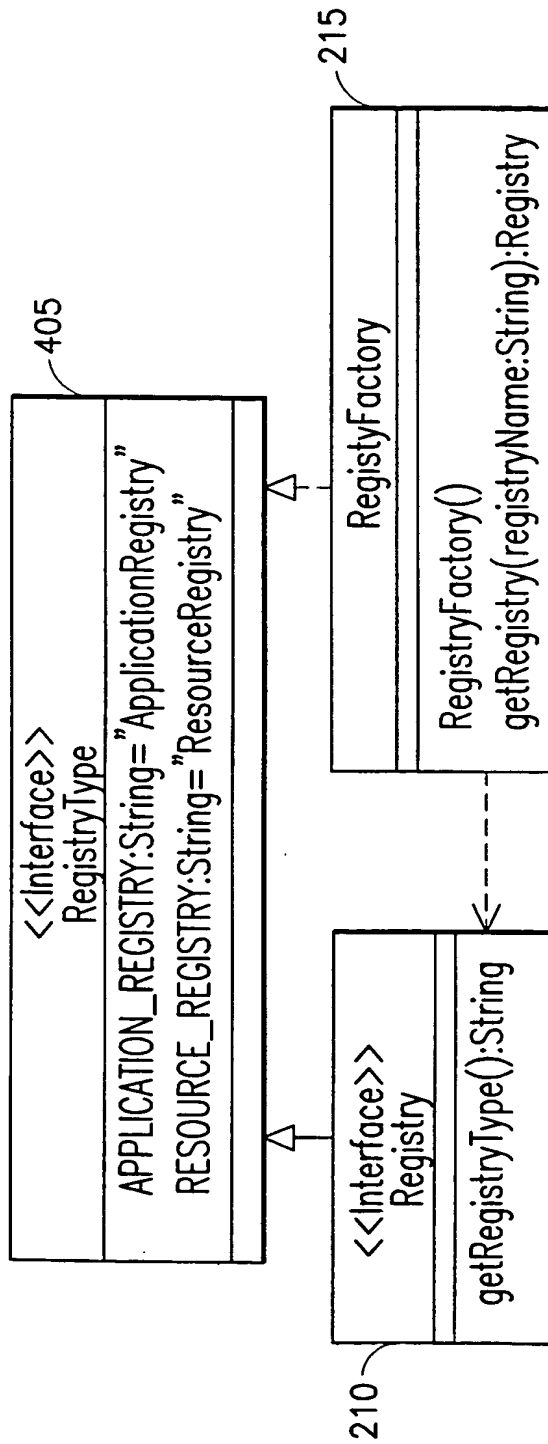 405
<<Interface>>
RegistryType
APPLICATION_REGISTRY:String="ApplicationRegistry"
RESOURCE_REGISTRY:String="ResourceRegistry"
210
<<Interface>>
Registry
getRegistryType():String
215
RegistyFactory
RegistryFactory()
getRegistry(registryName:String):Registry